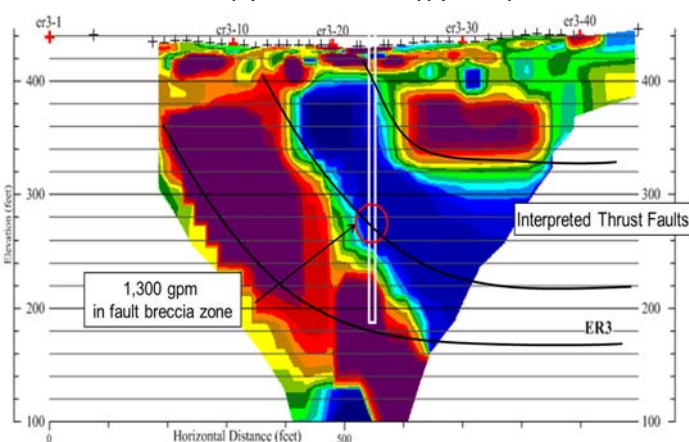 er3-1
er3-10
er3-20
er3-30
er3-40
400
400
300
300
Elevation (feet)
Interpreted Thrust Faults
1,300 gpm
in fault breccia zone
200
200
ER3
100
100
0
500
Horizontal Distance (feet)